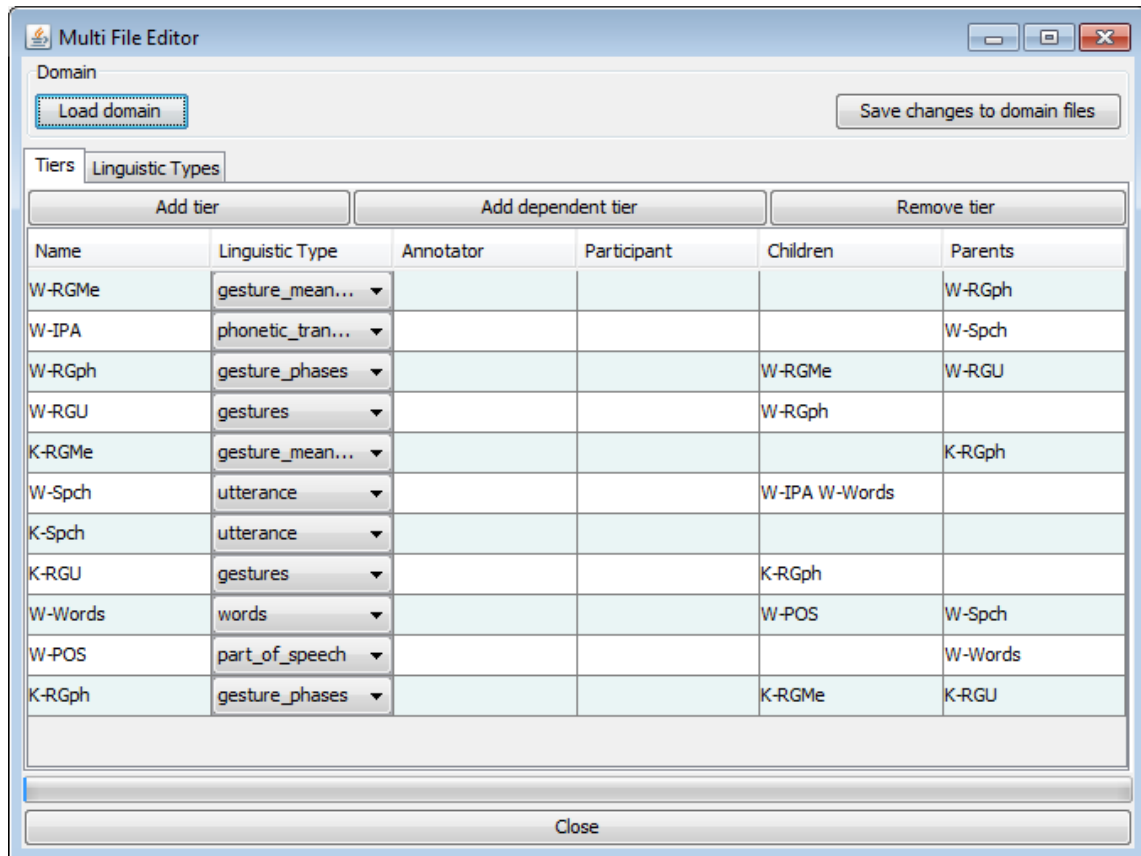 Multi File Editor
Domain
Load domain Save changes to domain files
Tiers Linguistic Types
Add tier Add dependent tier Remove tier
Name Linguistic Type Annotator Participant Children Parents
W-RGMe gesture_mean... W-RGph
W-IPA phonetic_tran... W-Spch
W-RGph gesture_phases W-RGMe W-RGU
W-RGU gestures W-RGph
K-RGMe gesture_mean... K-RGph
W-Spch utterance W-IPA W-Words
K-Spch utterance
K-RGU gestures K-RGph
W-Words words W-POS W-Spch
W-POS part_of_speech W-Words
K-RGph gesture_phases K-RGMe K-RGU
Close